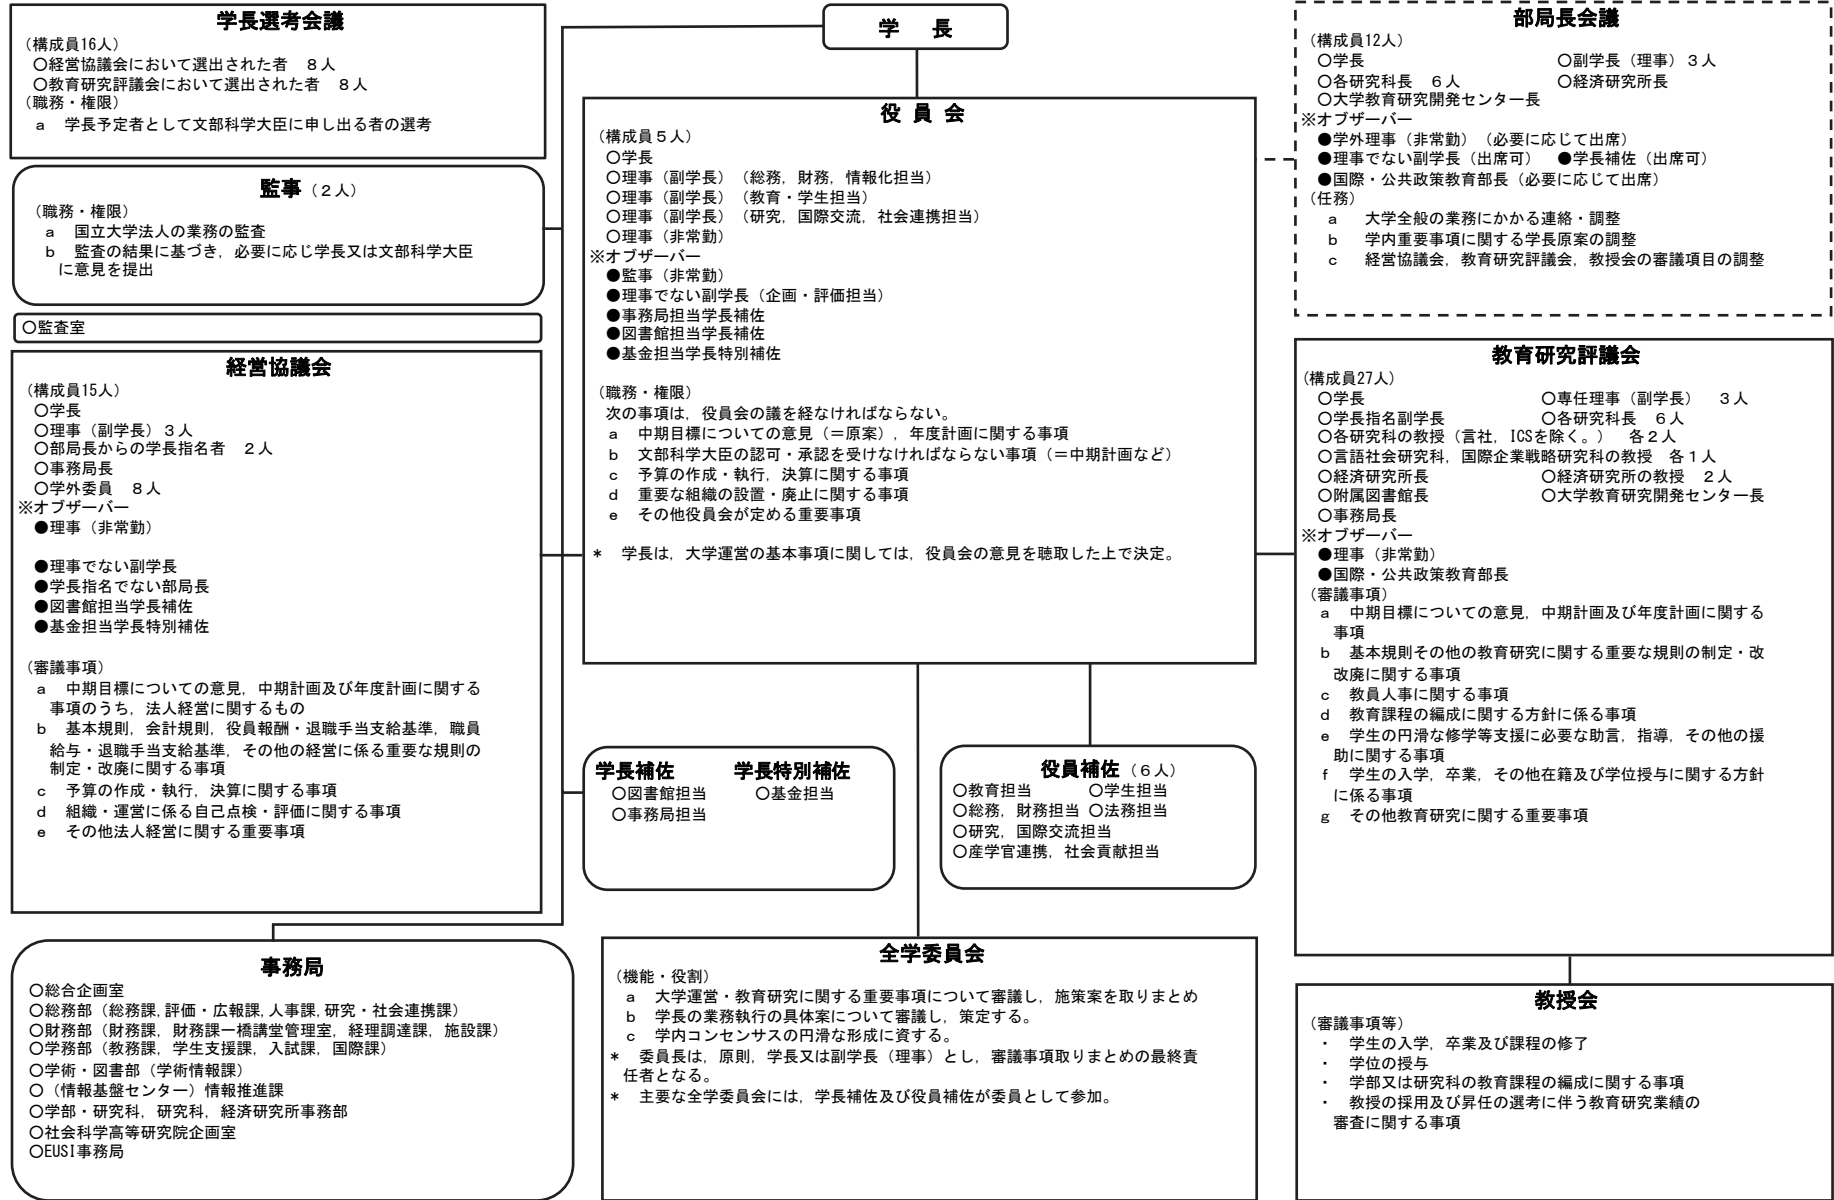 学長選考会議
（構成員16人）
○経営協議会において選出された者　８人
○教育研究評議会において選出された者　８人
（職務・権限）
ａ　学長予定者として文部科学大臣に申し出る者の選考
監事（２人）
（職務・権限）
ａ　国立大学法人の業務の監査
ｂ　監査の結果に基づき，必要に応じ学長又は文部科学大臣
に意見を提出
○監査室
経営協議会
（構成員15人）
○学長
○理事（副学長）３人
○部局長からの学長指名者　２人
○事務局長
○学外委員　８人
※オブザーバー
●理事（非常勤）
●理事でない副学長
●学長指名でない部局長
●図書館担当学長補佐
●基金担当学長特別補佐
（審議事項）
ａ　中期目標についての意見，中期計画及び年度計画に関する
事項のうち，法人経営に関するもの
ｂ　基本規則，会計規則，役員報酬・退職手当支給基準，職員
給与・退職手当支給基準，その他の経営に係る重要な規則の
制定・改廃に関する事項
ｃ　予算の作成・執行，決算に関する事項
ｄ　組織・運営に係る自己点検・評価に関する事項
ｅ　その他法人経営に関する重要事項
事務局
○総合企画室
○総務部（総務課,評価・広報課,人事課,研究・社会連携課）
○財務部（財務課，財務課一橋講堂管理室，経理調達課，施設課）
○学務部（教務課，学生支援課，入試課，国際課）
○学術・図書部（学術情報課）
○（情報基盤センター）情報推進課
○学部・研究科，研究科，経済研究所事務部
○社会科学高等研究院企画室
○EUSI事務局
学　長
役 員 会
（構成員５人）
○学長
○理事（副学長）（総務，財務，情報化担当）
○理事（副学長）（教育・学生担当）
○理事（副学長）（研究，国際交流，社会連携担当）
○理事（非常勤）
※オブザーバー
●監事（非常勤）
●理事でない副学長（企画・評価担当）
●事務局担当学長補佐
●図書館担当学長補佐
●基金担当学長特別補佐
（職務・権限）
次の事項は，役員会の議を経なければならない。
ａ　中期目標についての意見（＝原案），年度計画に関する事項
ｂ　文部科学大臣の認可・承認を受けなければならない事項（＝中期計画など）
ｃ　予算の作成・執行，決算に関する事項
ｄ　重要な組織の設置・廃止に関する事項
ｅ　その他役員会が定める重要事項
*　学長は，大学運営の基本事項に関しては，役員会の意見を聴取した上で決定。
学長補佐　　学長特別補佐
○図書館担当　　○基金担当
○事務局担当
役員補佐（６人）
○教育担当　　○学生担当
○総務，財務担当　○法務担当
○研究，国際交流担当
○産学官連携，社会貢献担当
全学委員会
（機能・役割）
ａ　大学運営・教育研究に関する重要事項について審議し，施策案を取りまとめ
ｂ　学長の業務執行の具体案について審議し，策定する。
ｃ　学内コンセンサスの円滑な形成に資する。
*　委員長は，原則，学長又は副学長（理事）とし，審議事項取りまとめの最終責
任者となる。
*　主要な全学委員会には，学長補佐及び役員補佐が委員として参加。
部局長会議
（構成員12人）
○学長　　○副学長（理事）３人
○各研究科長　６人　　○経済研究所長
○大学教育研究開発センター長
※オブザーバー
●学外理事（非常勤）（必要に応じて出席）
●理事でない副学長（出席可）　●学長補佐（出席可）
●国際・公共政策教育部長（必要に応じて出席）
（任務）
ａ　大学全般の業務にかかる連絡・調整
ｂ　学内重要事項に関する学長原案の調整
ｃ　経営協議会，教育研究評議会，教授会の審議項目の調整
教育研究評議会
（構成員27人）
○学長　　○専任理事（副学長）　３人
○学長指名副学長　　○各研究科長　６人
○各研究科の教授（言社，ICSを除く。）　各２人
○言語社会研究科，国際企業戦略研究科の教授　各１人
○経済研究所長　　○経済研究所の教授　２人
○附属図書館長　　○大学教育研究開発センター長
○事務局長
※オブザーバー
●理事（非常勤）
●国際・公共政策教育部長
（審議事項）
ａ　中期目標についての意見，中期計画及び年度計画に関する
事項
ｂ　基本規則その他の教育研究に関する重要な規則の制定・改
改廃に関する事項
ｃ　教員人事に関する事項
ｄ　教育課程の編成に関する方針に係る事項
ｅ　学生の円滑な修学等支援に必要な助言，指導，その他の援
助に関する事項
ｆ　学生の入学，卒業，その他在籍及び学位授与に関する方針
に係る事項
ｇ　その他教育研究に関する重要事項
教授会
（審議事項等）
・　学生の入学，卒業及び課程の修了
・　学位の授与
・　学部又は研究科の教育課程の編成に関する事項
・　教授の採用及び昇任の選考に伴う教育研究業績の
審査に関する事項